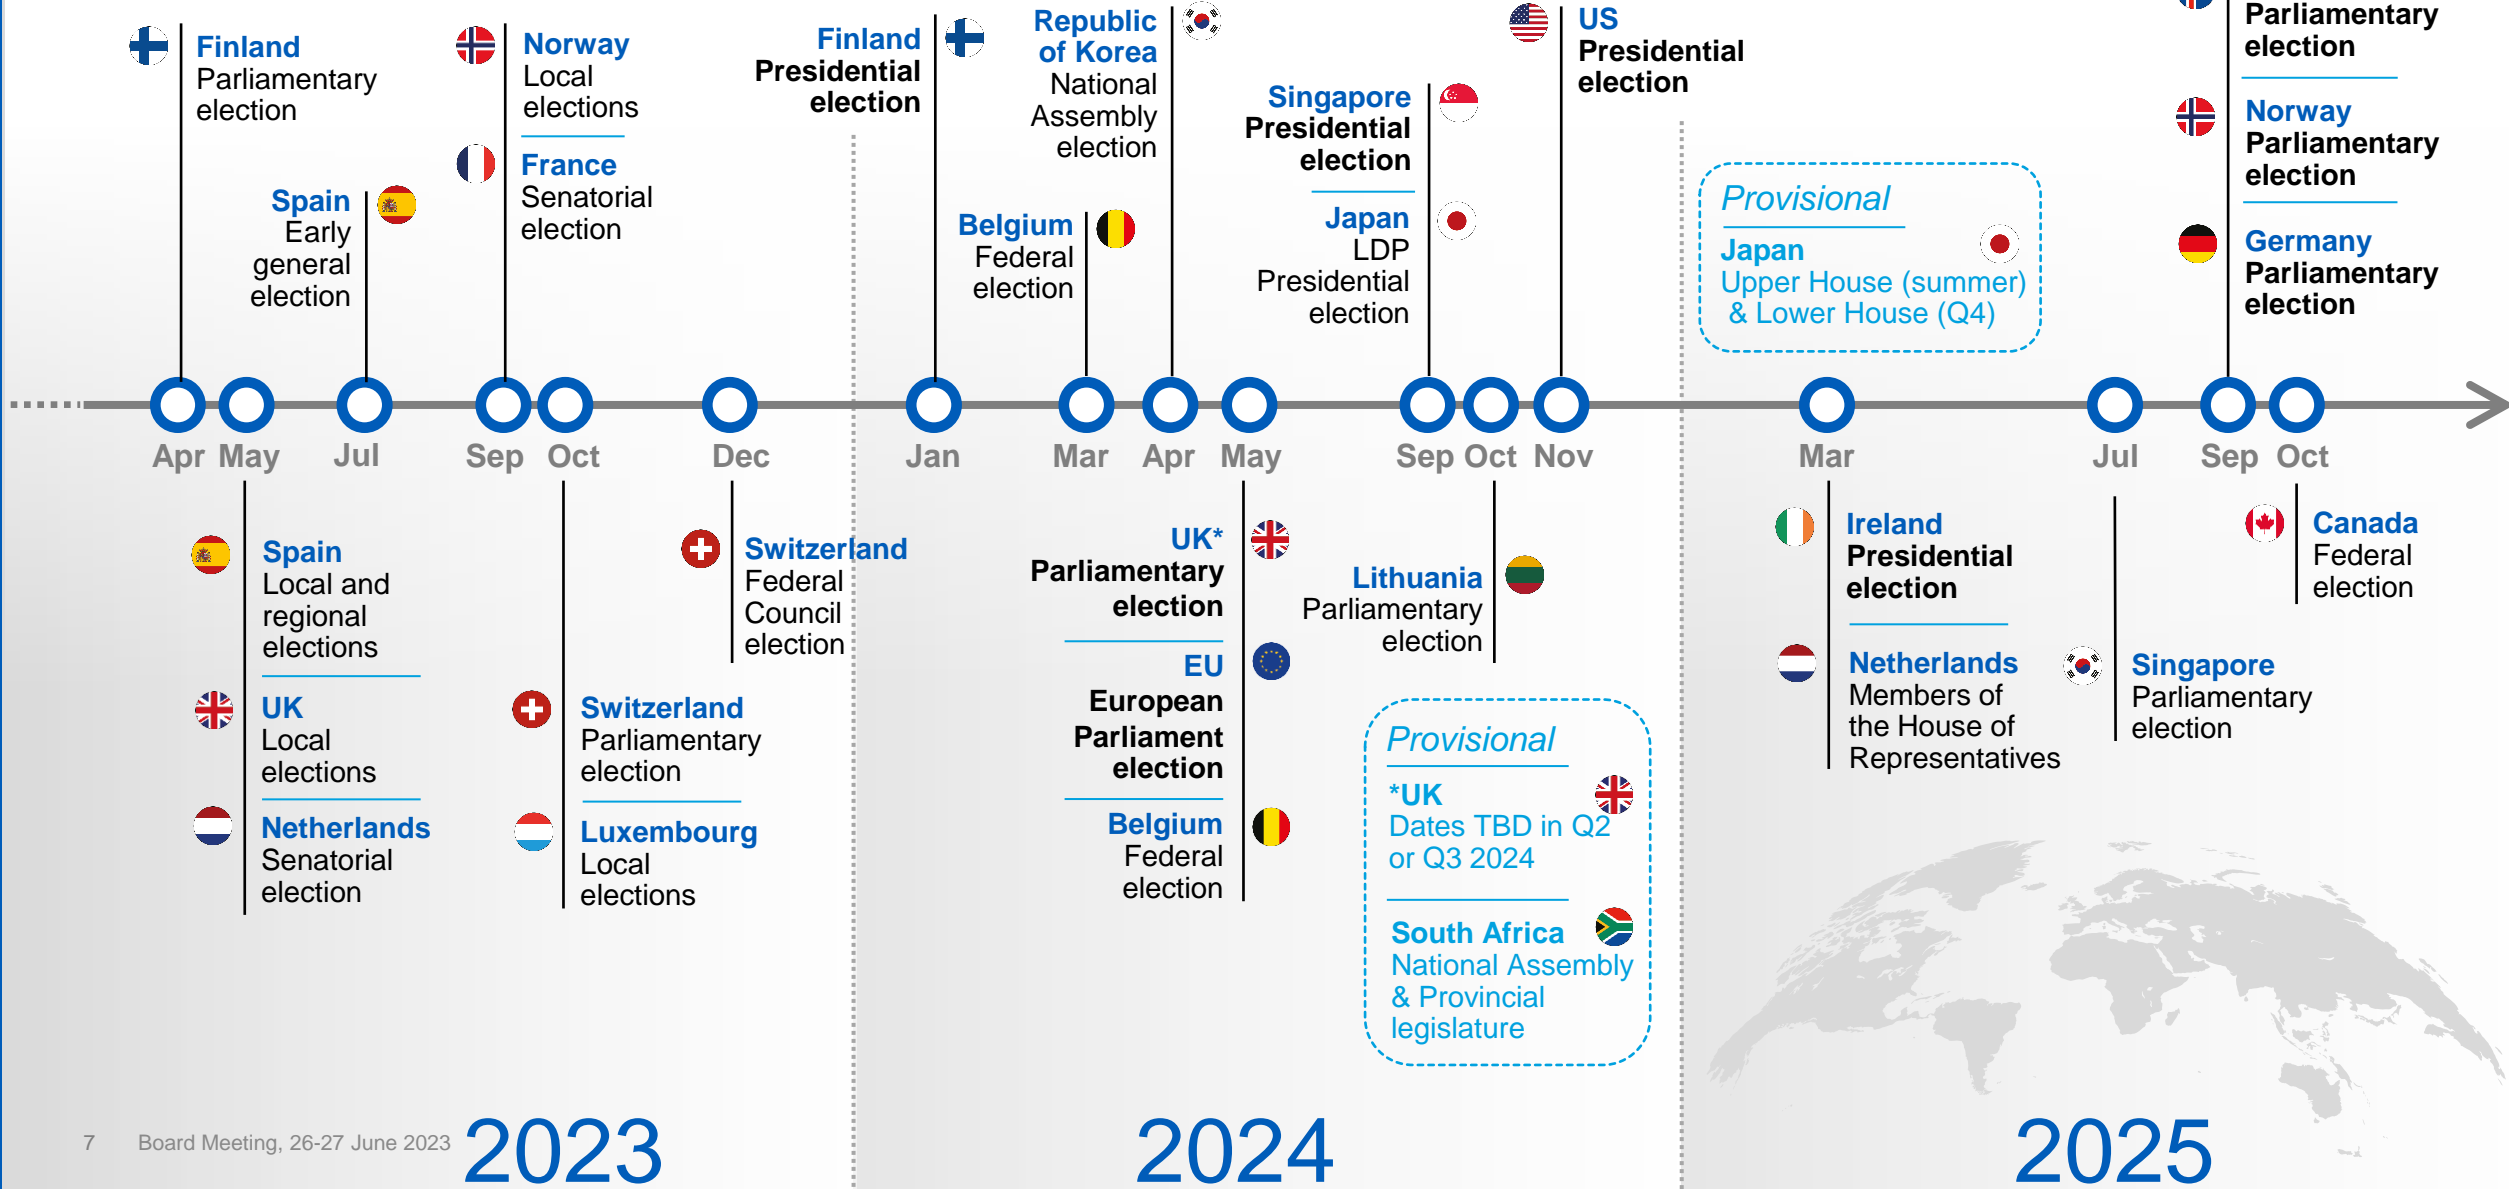 Finland
Parliamentary
election
Spain
Early
general
election
Norway
Local
elections
France
Senatorial
election
Finland
Presidential
election
Republic
of Korea
National
Assembly
election
Belgium
Federal
election
Singapore
Presidential
election
Japan
LDP
Presidential
election
US
Presidential
election
Provisional
Japan
Upper House (summer)
& Lower House (Q4)
Parliamentary
election
Norway
Parliamentary
election
Germany
Parliamentary
election
Apr May Jul Sep Oct Dec Jan Mar Apr May Sep Oct Nov Mar Jul Sep Oct
Spain
Local and
regional
elections
UK
Local
elections
Netherlands
Senatorial
election
Switzerland
Parliamentary
election
Luxembourg
Local
elections
Switzerland
Federal
Council
election
UK*
Parliamentary
election
EU
European
Parliament
election
Belgium
Federal
election
Lithuania
Parliamentary
election
Provisional
*UK
Dates TBD in Q2
or Q3 2024
South Africa
National Assembly
& Provincial
legislature
Ireland
Presidential
election
Netherlands
Members of
the House of
Representatives
Singapore
Parliamentary
election
Canada
Federal
election
7 Board Meeting, 26-27 June 2023
2023
2024
2025